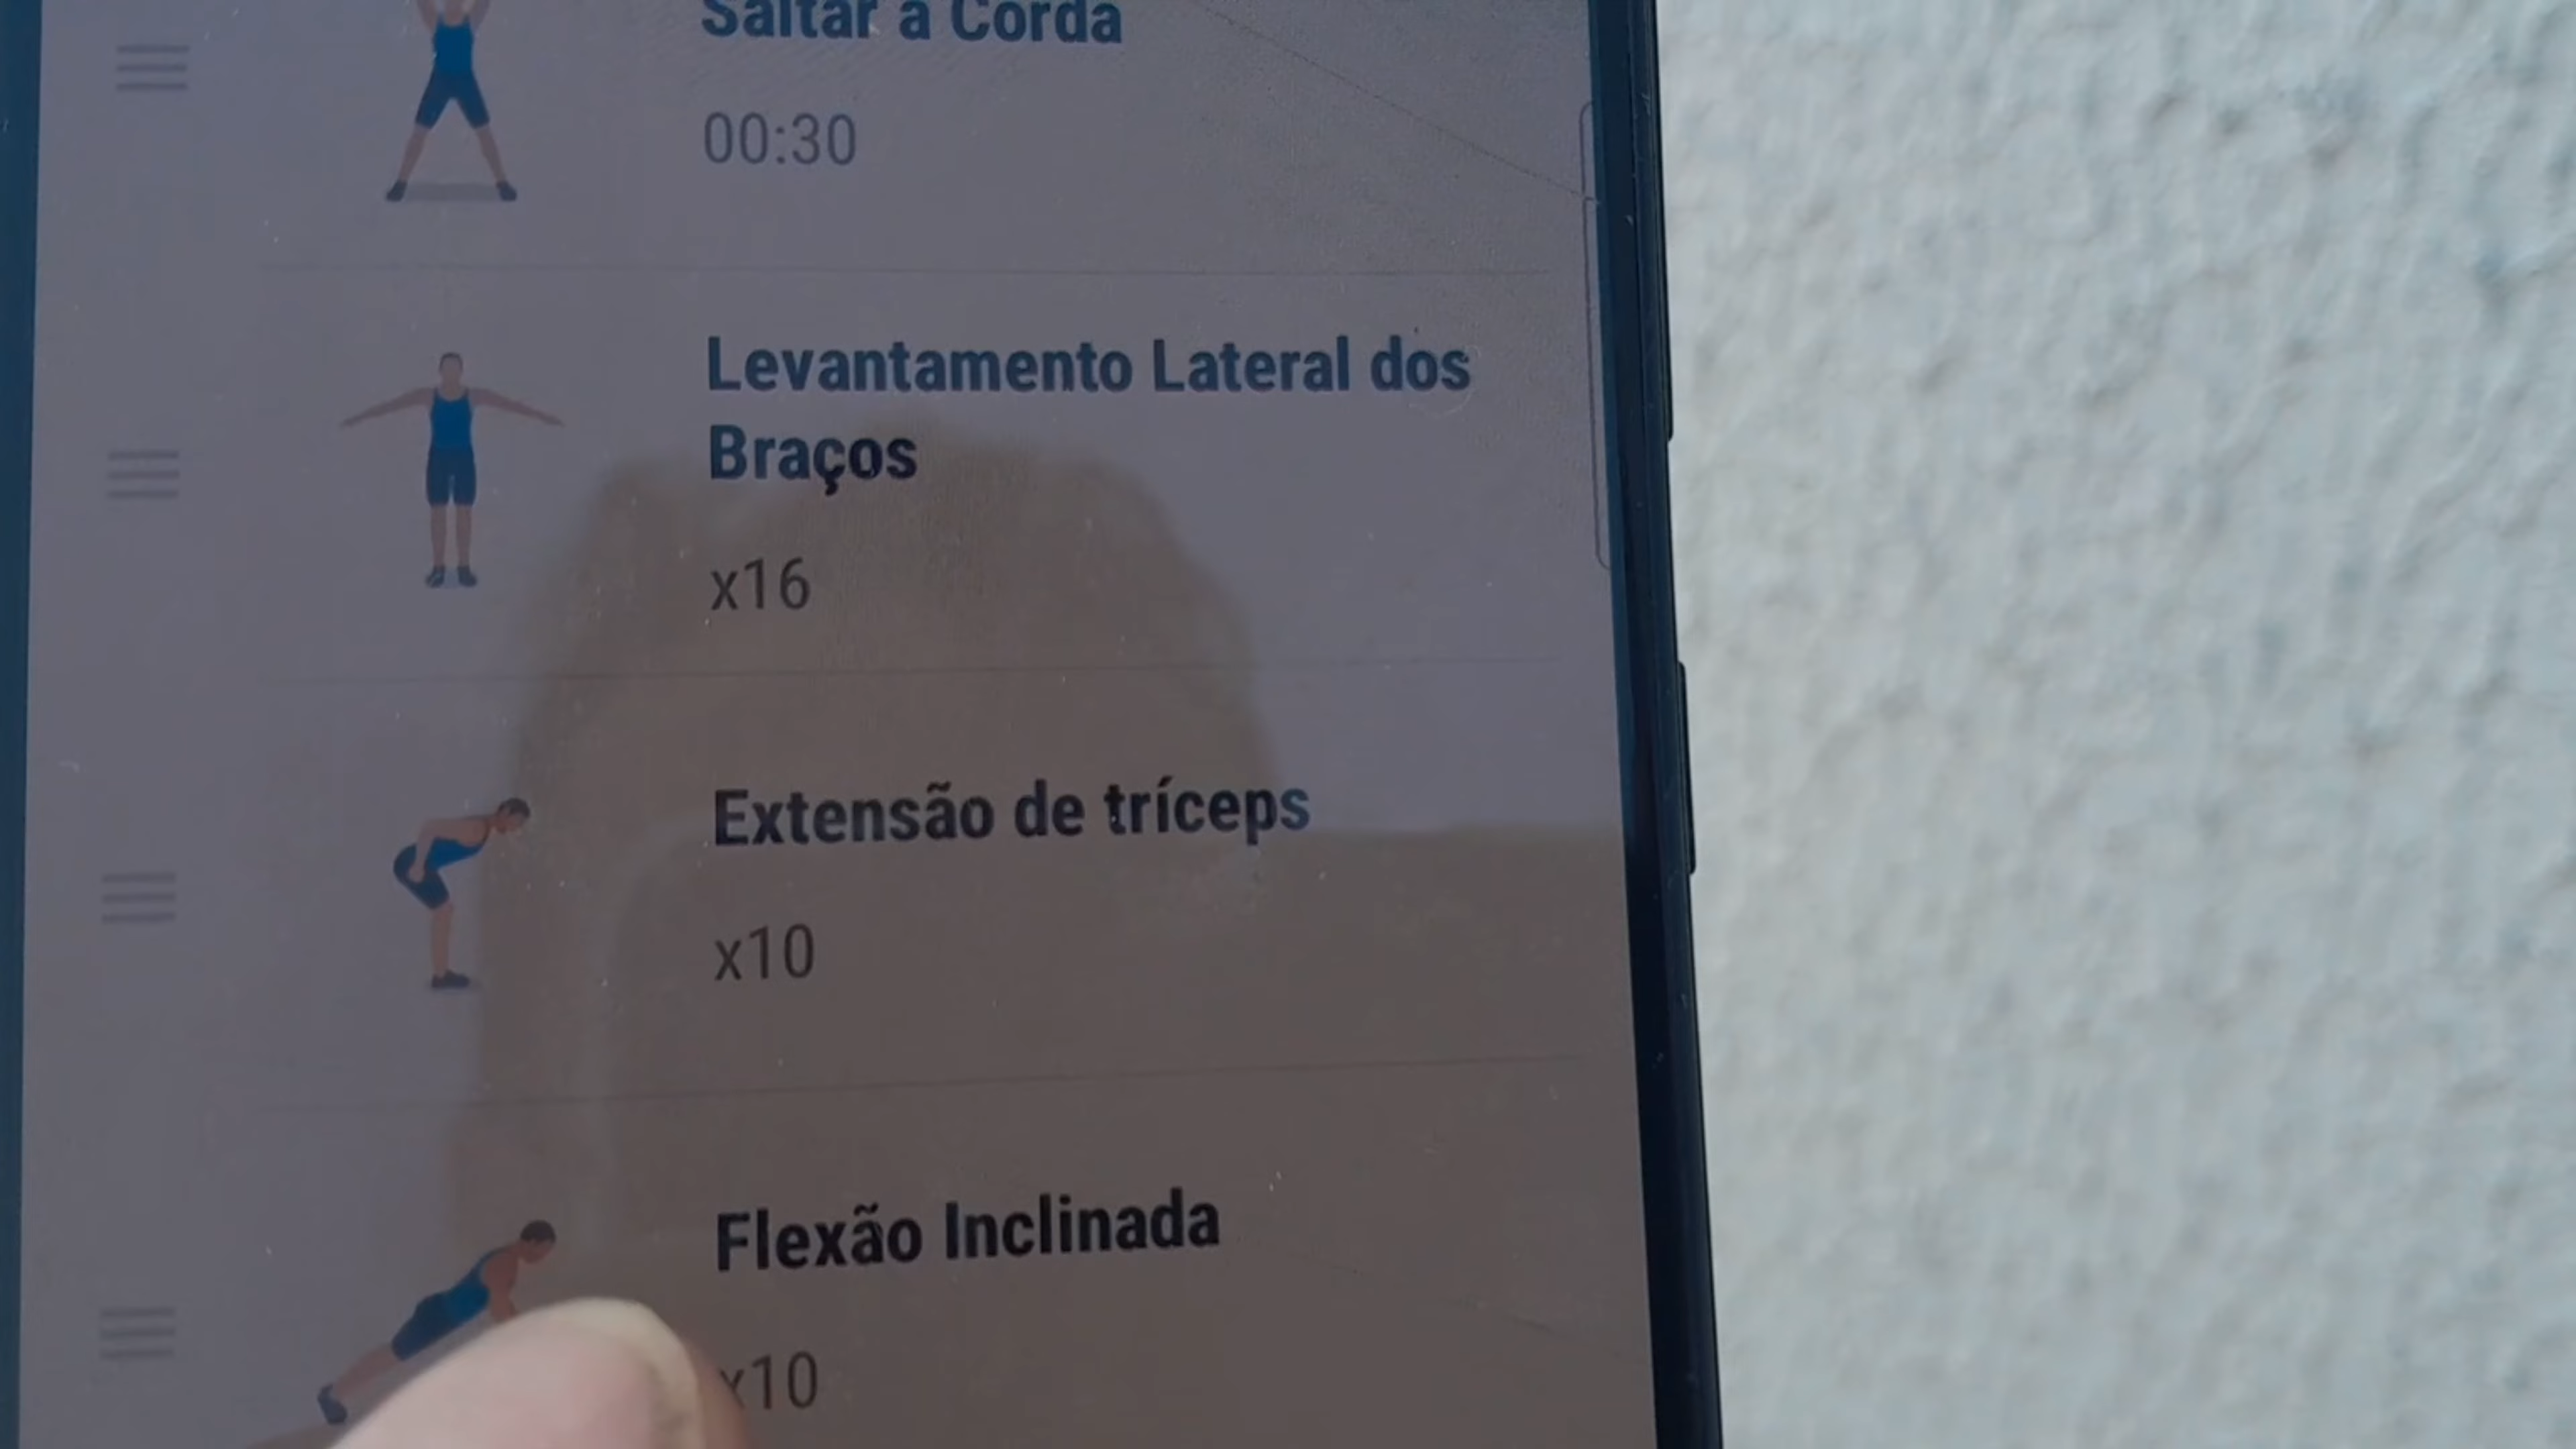 Saltar à Corda
00:30
Levantamento Lateral dos
Braços
x16
Extensão de tríceps
x10
Flexão Inclinada
x10